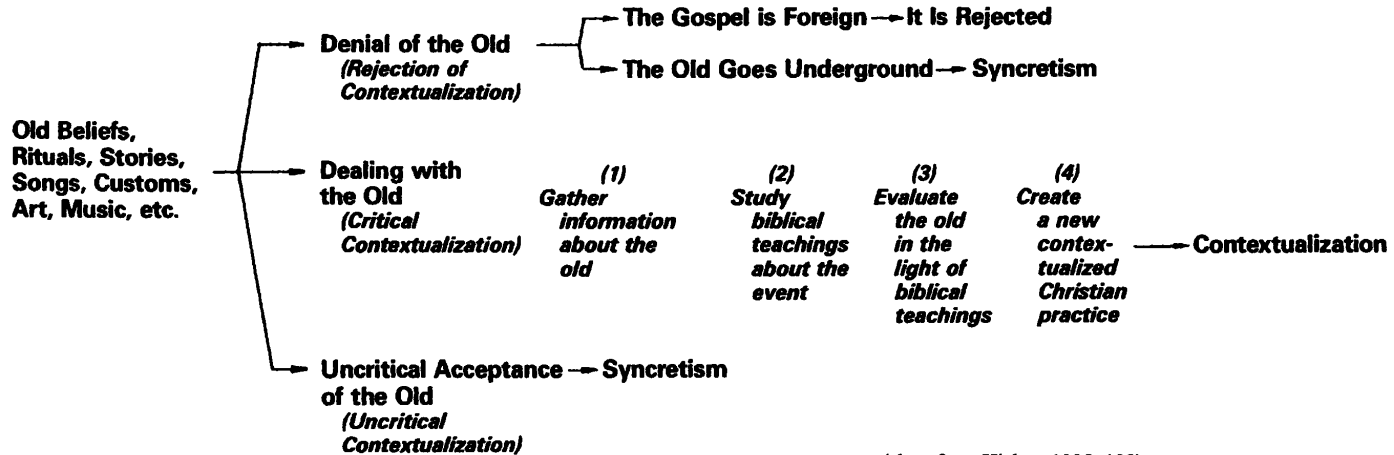 Old Beliefs,
Rituals, Stories,
Songs, Customs,
Art, Music, etc.
Denial of the Old
(Rejection of
Contextualization)
The Gospel is Foreign
It Is Rejected
The Old Goes Underground
Syncretism
Dealing with
the Old
(Critical
Contextualization)
(1)
Gather
information
about the
old
(2)
Study
biblical
teachings
about the
event
(3)
Evaluate
the old
in the
light of
biblical
teachings
(4)
Create
a new
contex-
tualized
Christian
practice
Contextualization
Uncritical Acceptance
of the Old
(Uncritical
Contextualization)
Syncretism